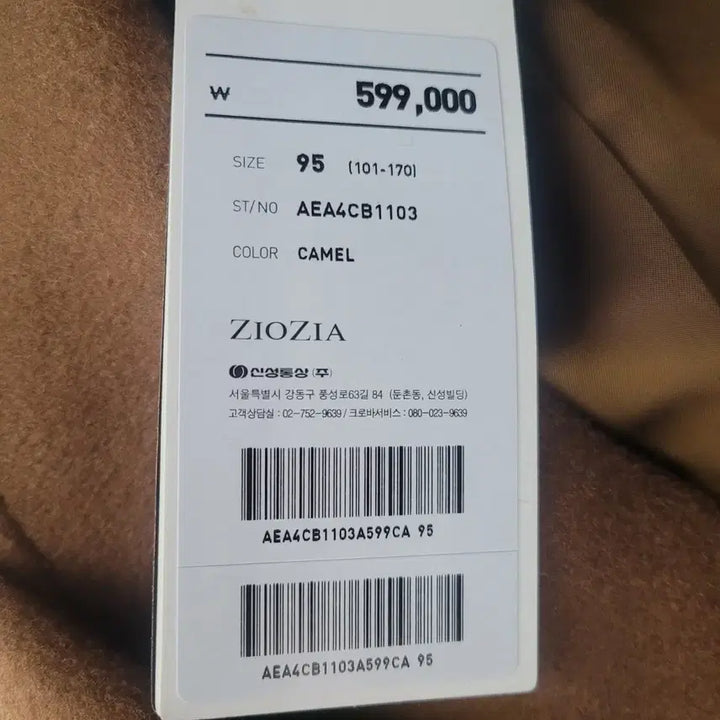 ₩ 599,000
SIZE 95 (101-170)
ST/NO AEA4CB1103
COLOR CAMEL
ZIOZIA
신성통상 (주)
서울특별시 강동구 풍성로63길 84 (둔촌동, 신성빌딩)
고객상담실 : 02-752-9639 / 크로바서비스 : 080-023-9639
AEA4CB1103A599CA 95
AEA4CB1103A599CA 95